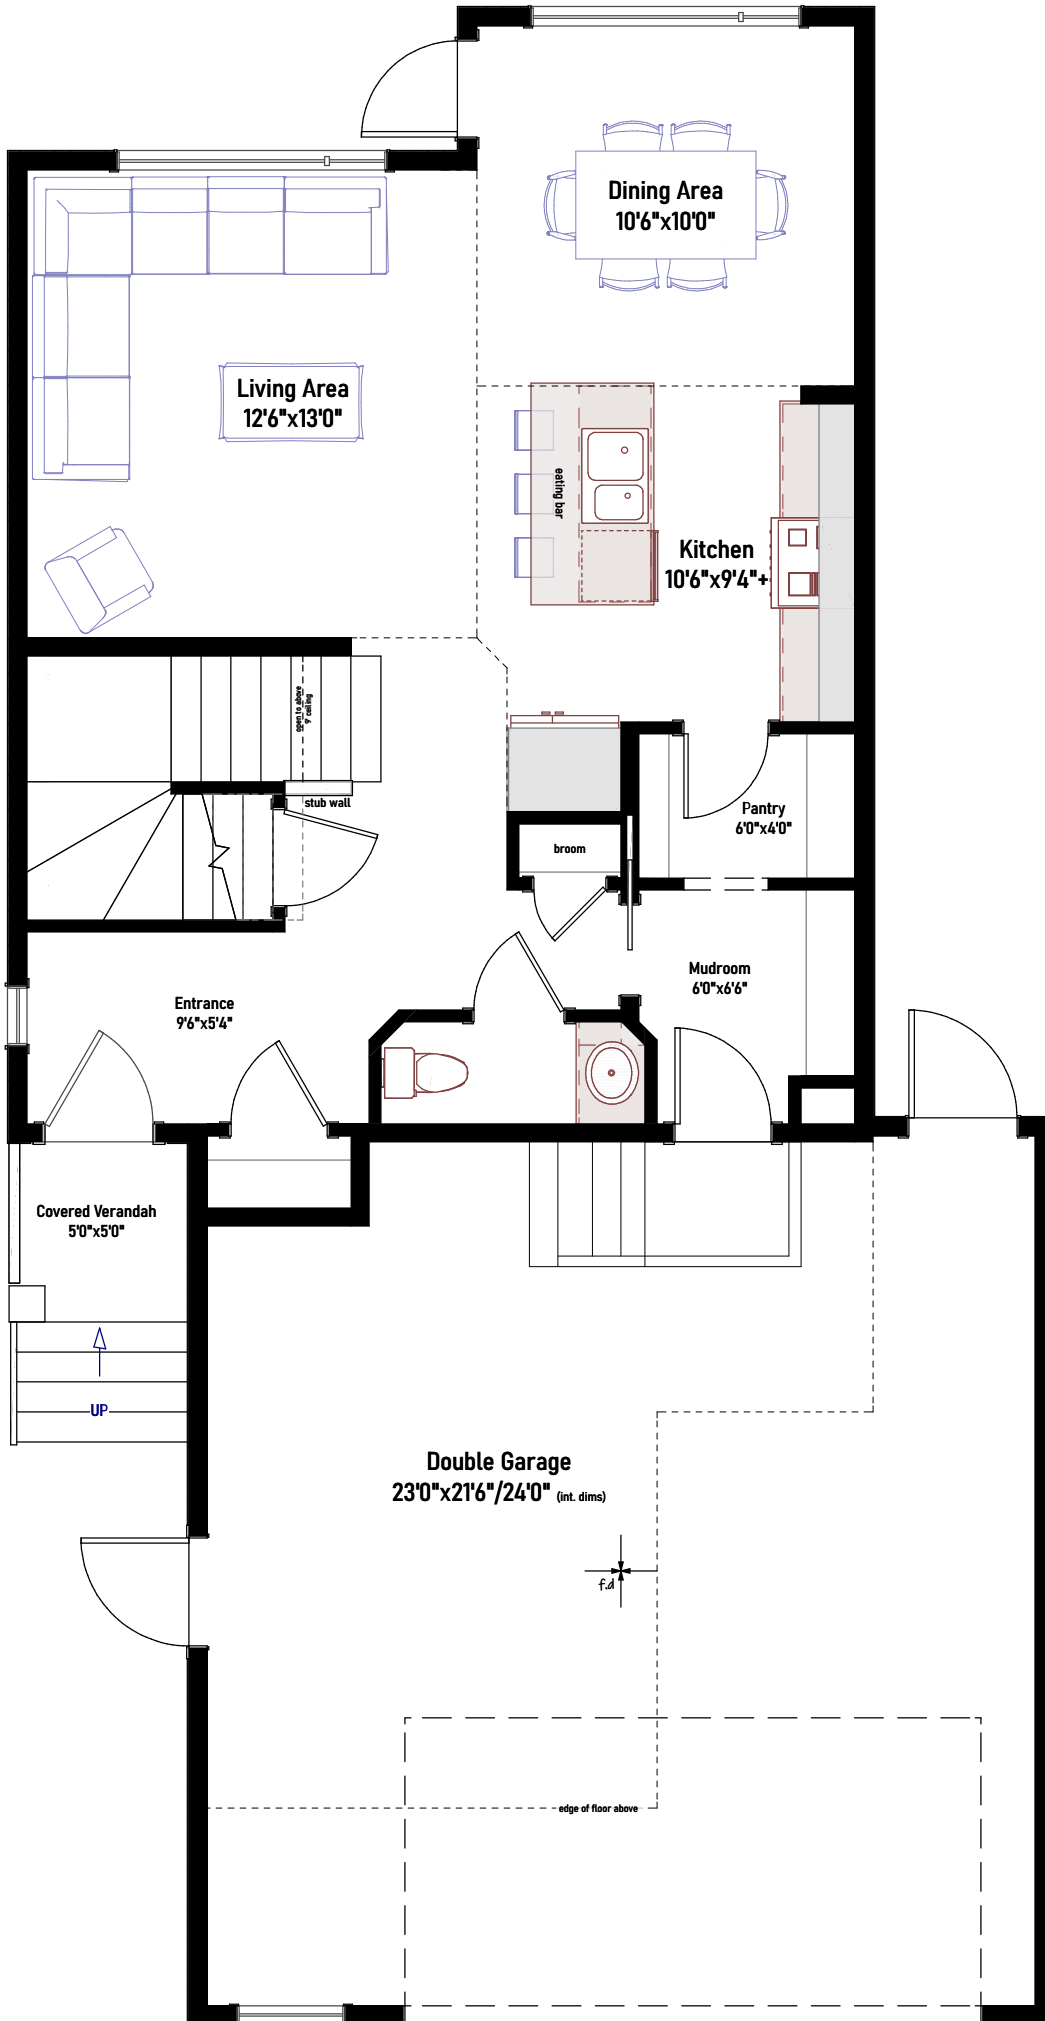 Dining Area
10'6"x10'0"
Living Area
12'6"x13'0"
eating bar
Kitchen
10'6"x9'4"+
open to above
9' ceiling
stub wall
Pantry
6'0"x4'0"
broom
Mudroom
6'0"x6'6"
Entrance
9'6"x5'4"
Covered Verandah
5'0"x5'0"
UP
Double Garage
23'0"x21'6"/24'0" (int. dims)
f.d
edge of floor above